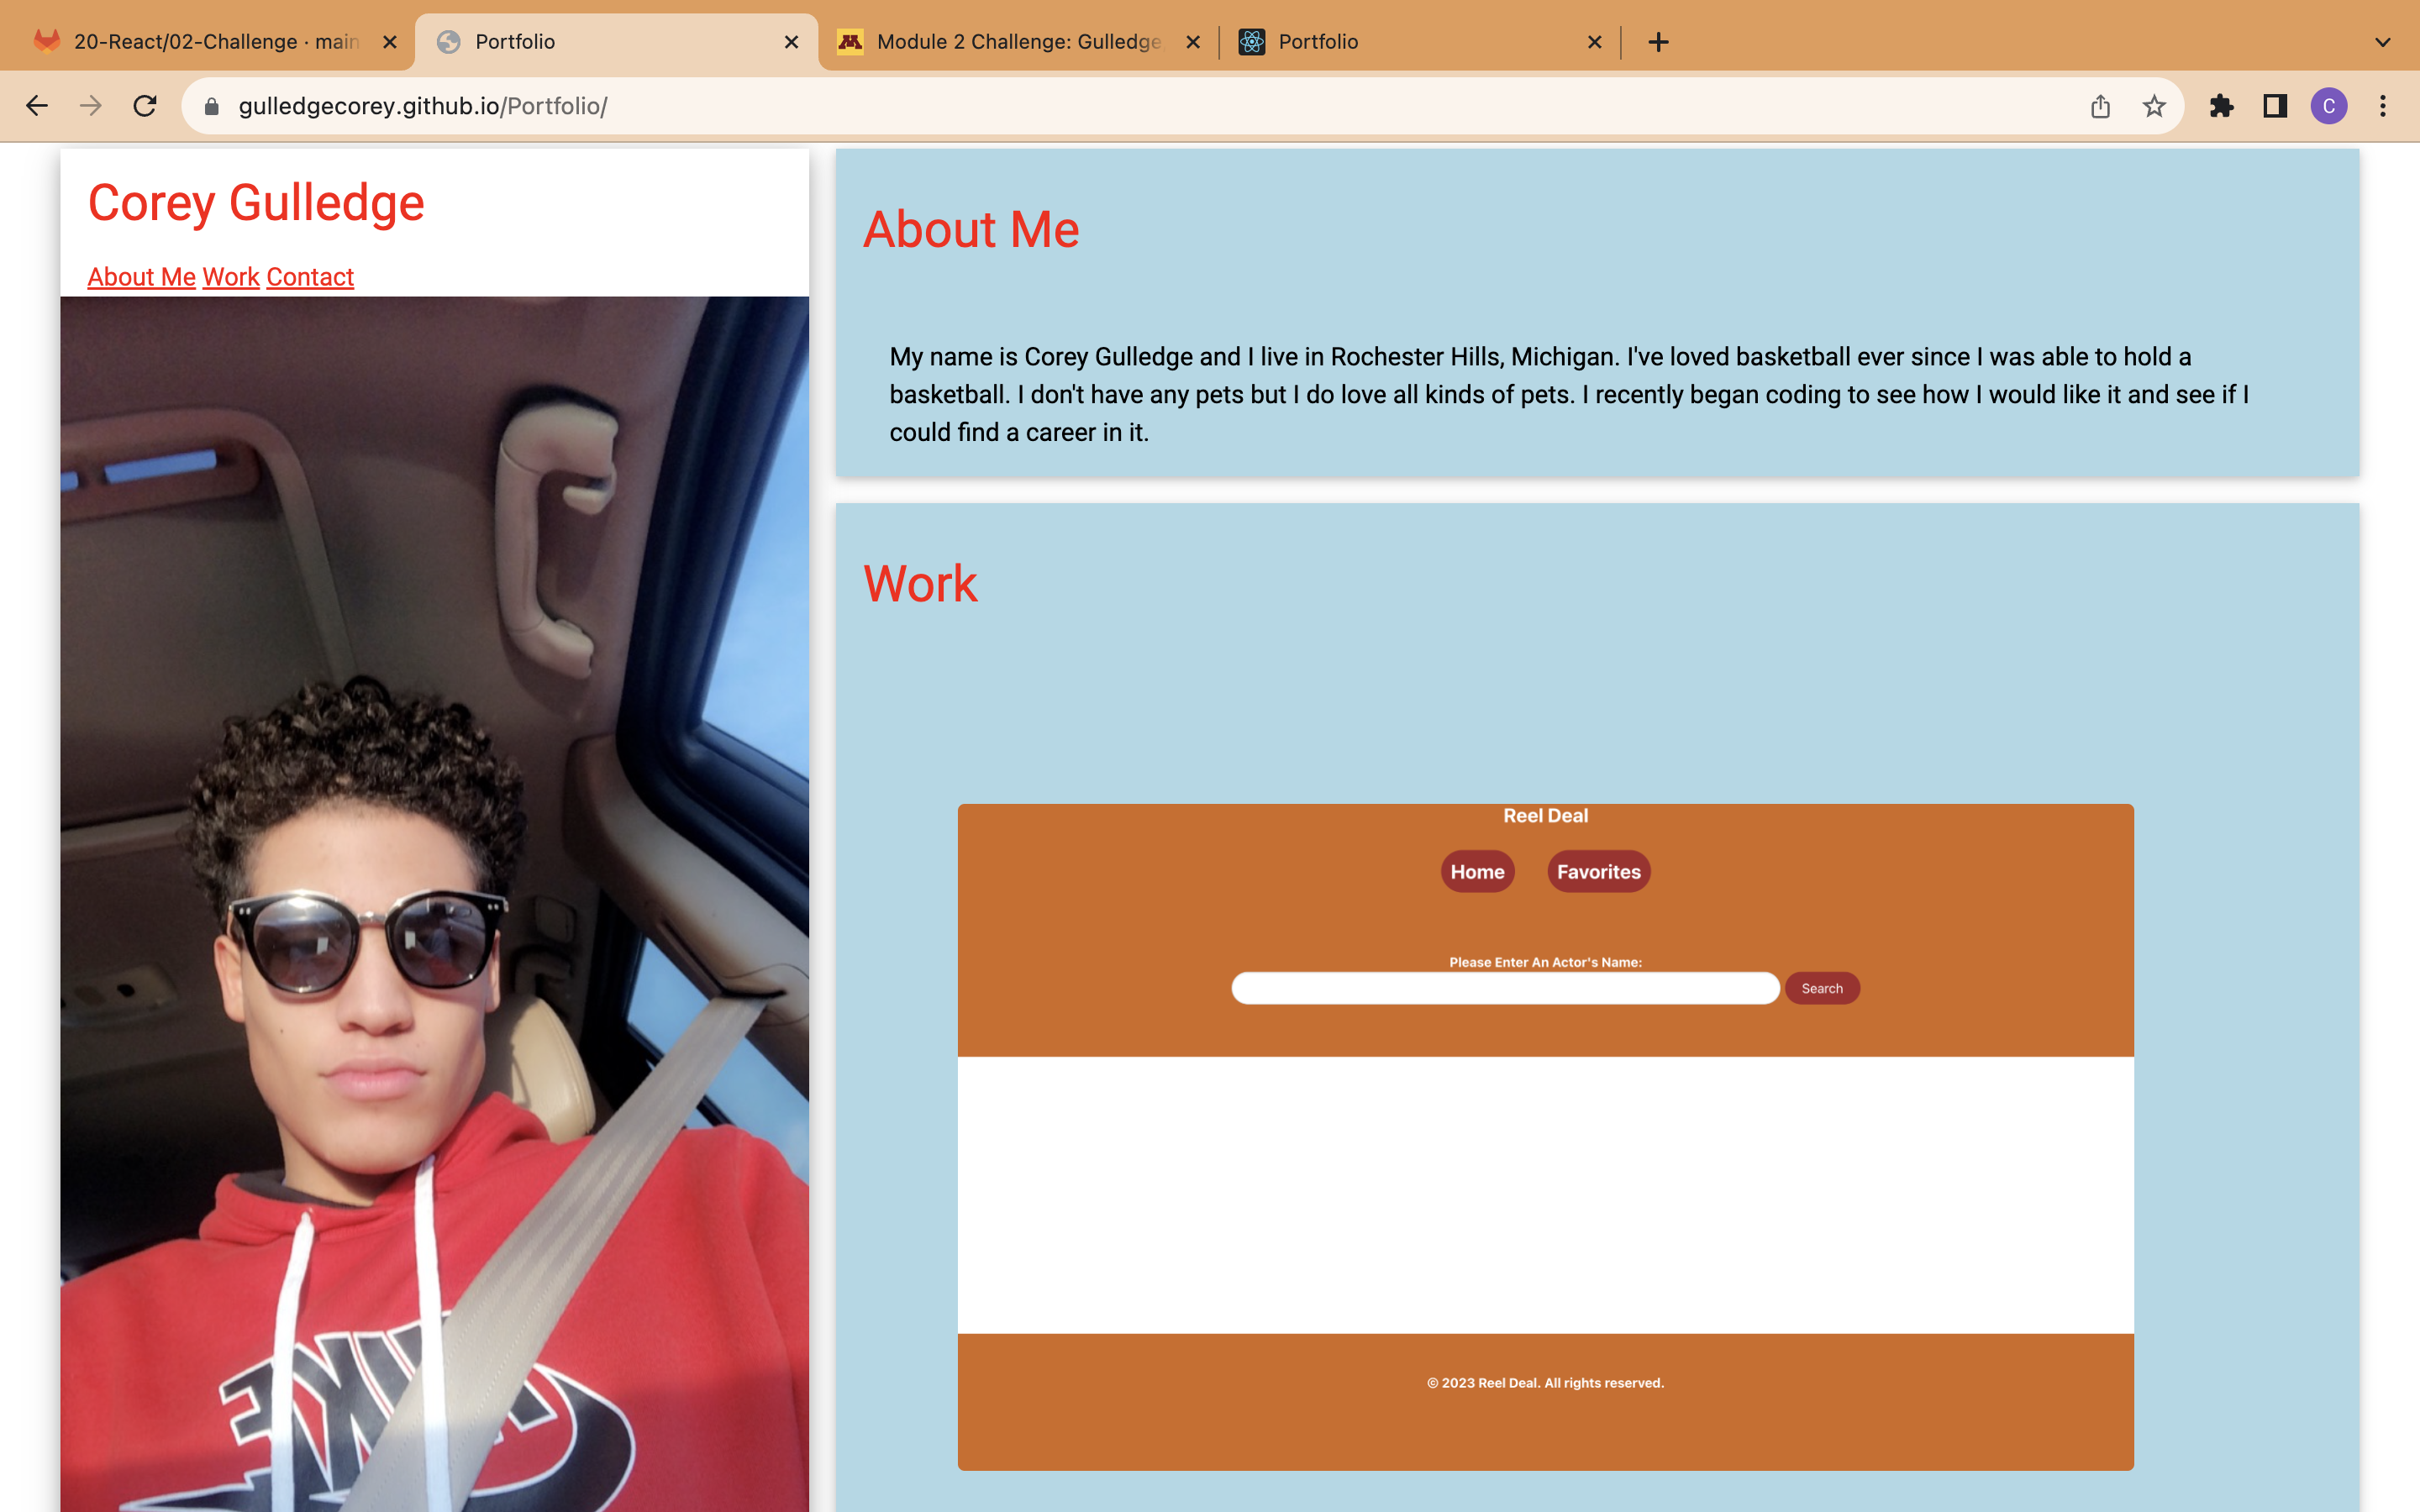 20-React/02-Challenge · main
Portfolio
Module 2 Challenge: Gulledge,
Portfolio
gulledgecorey.github.io/Portfolio/
C
Corey Gulledge
About Me Work Contact
About Me
My name is Corey Gulledge and I live in Rochester Hills, Michigan. I've loved basketball ever since I was able to hold a
basketball. I don't have any pets but I do love all kinds of pets. I recently began coding to see how I would like it and see if I
could find a career in it.
Work
Reel Deal
Home Favorites
Please Enter An Actor's Name:
Search
© 2023 Reel Deal. All rights reserved.